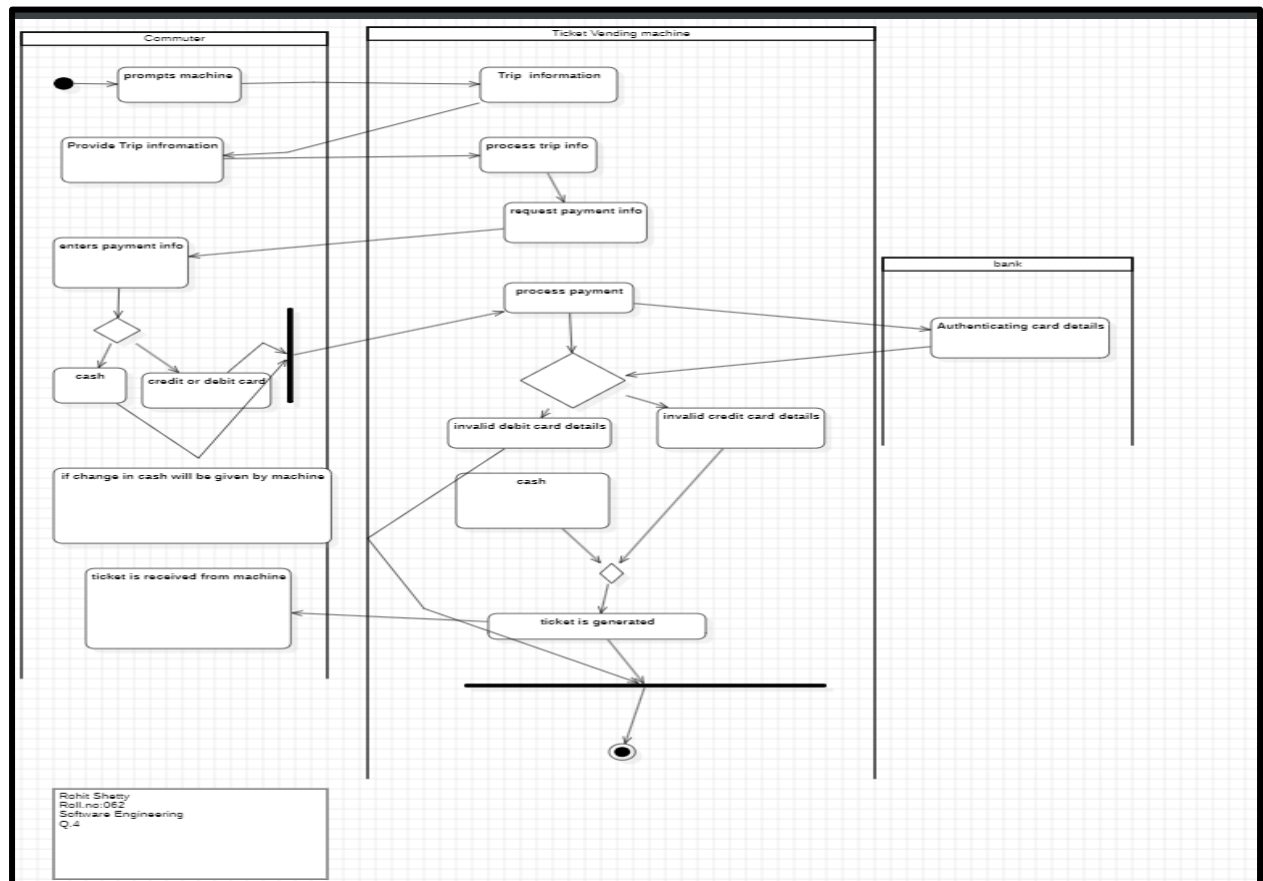 Commuter
Ticket Vending machine
prompts machine
Trip information
Provide Trip infromation
process trip info
request payment info
enters payment info
bank
process payment
Authenticating card details
cash
credit or debit card
invalid debit card details
invalid credit card details
if change in cash will be given by machine
cash
ticket is received from machine
ticket is generated
Rohit Shetty
Roll.no:062
Software Engineering
Q.4